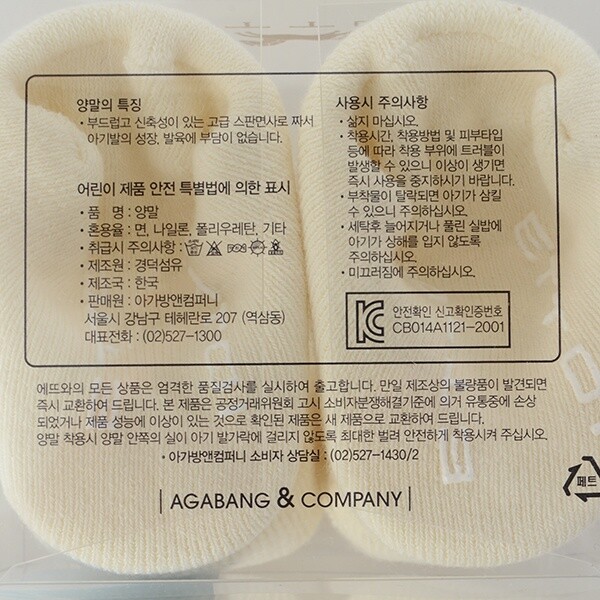 양말의 특징
· 부드럽고 신축성이 있는 고급 스판면사로 짜서
아기발의 성장, 발육에 부담이 없습니다.
어린이 제품 안전 특별법에 의한 표시
· 품 명 : 양말
· 혼용율 : 면, 나일론, 폴리우레탄, 기타
· 취급시 주의사항 :
· 제조원 : 경덕섬유
· 제조국 : 한국
· 판매원 : 아가방앤컴퍼니
서울시 강남구 테헤란로 207 (역삼동)
대표전화 : (02)527-1300
사용시 주의사항
· 삶지 마십시오.
· 착용시간, 착용방법 및 피부타입
등에 따라 착용 부위에 트러블이
발생할 수 있으니 이상이 생기면
즉시 사용을 중지하시기 바랍니다.
· 부착물이 탈락되면 아기가 삼킬
수 있으니 주의하십시오.
· 세탁후 늘어지거나 풀린 실밥에
아기가 상해를 입지 않도록
주의하십시오.
· 미끄러짐에 주의하십시오.
안전확인 신고확인증번호
CB014A1121-2001
에뜨와의 모든 상품은 엄격한 품질검사를 실시하여 출고합니다. 만일 제조상의 불량품이 발견되면
즉시 교환하여 드립니다. 본 제품은 공정거래위원회 고시 소비자분쟁해결기준에 의거 유통중에 손상
되었거나 제품 성능에 이상이 있는 것으로 확인된 제품은 새 제품으로 교환하여 드립니다.
양말 착용시 양말 안쪽의 실이 아기 발가락에 걸리지 않도록 최대한 벌려 안전하게 착용시켜 주십시오.
· 아가방앤컴퍼니 소비자 상담실 : (02)527-1430/2
페트
| AGABANG & COMPANY |